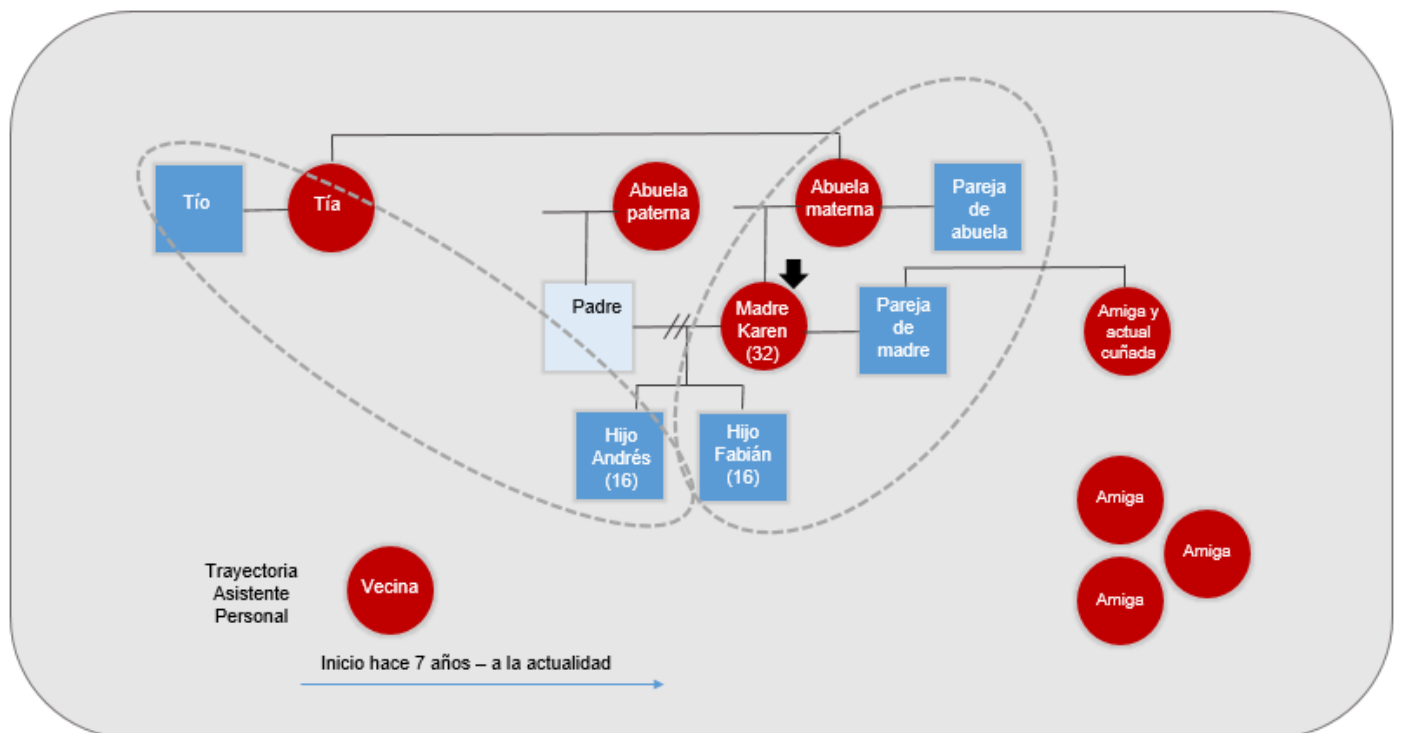 Tío
Tía
Abuela
paterna
Abuela
materna
Pareja
de
abuela
Padre
Madre
Karen
(32)
Pareja
de
madre
Amiga y
actual
cuñada
Hijo
Andrés
(16)
Hijo
Fabián
(16)
Amiga
Amiga
Amiga
Trayectoria
Asistente
Personal
Vecina
Inicio hace 7 años – a la actualidad